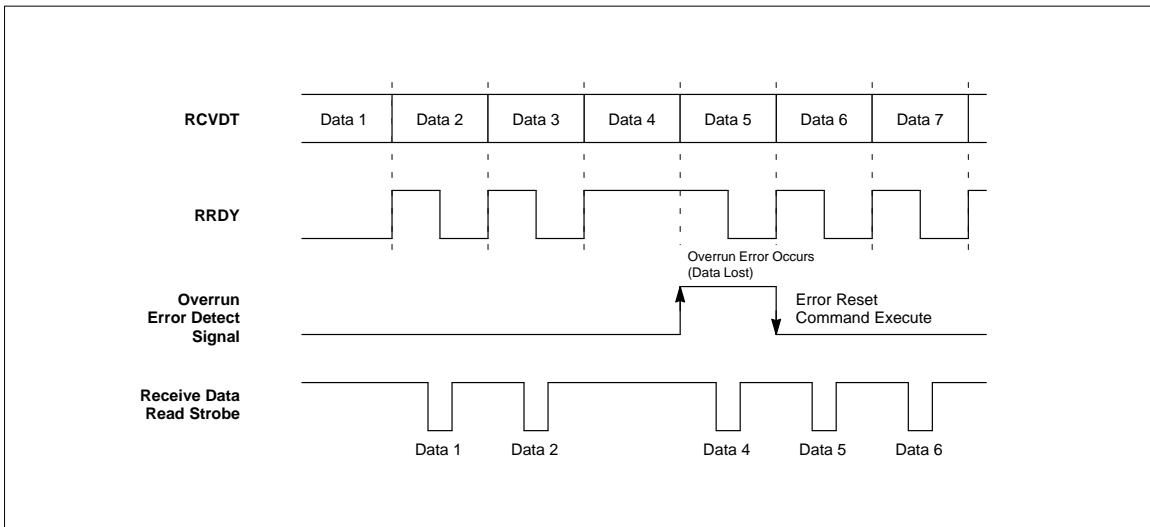 RCVDT
Data 1 Data 2 Data 3 Data 4 Data 5 Data 6 Data 7
RRDY
Overrun Error Occurs
(Data Lost)
Overrun
Error Detect
Signal
Error Reset
Command Execute
Receive Data
Read Strobe
Data 1 Data 2 Data 4 Data 5 Data 6